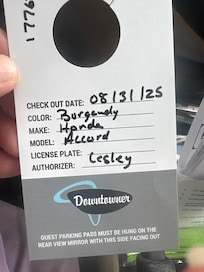 1776
CHECK OUT DATE: 08/31/25
COLOR: Burgandy
MAKE: Honda
MODEL: Accord
LICENSE PLATE:
AUTHORIZER: Lesley
Downtowner
GUEST PARKING PASS MUST BE HUNG ON THE
REAR VIEW MIRROR WITH THIS SIDE FACING OUT